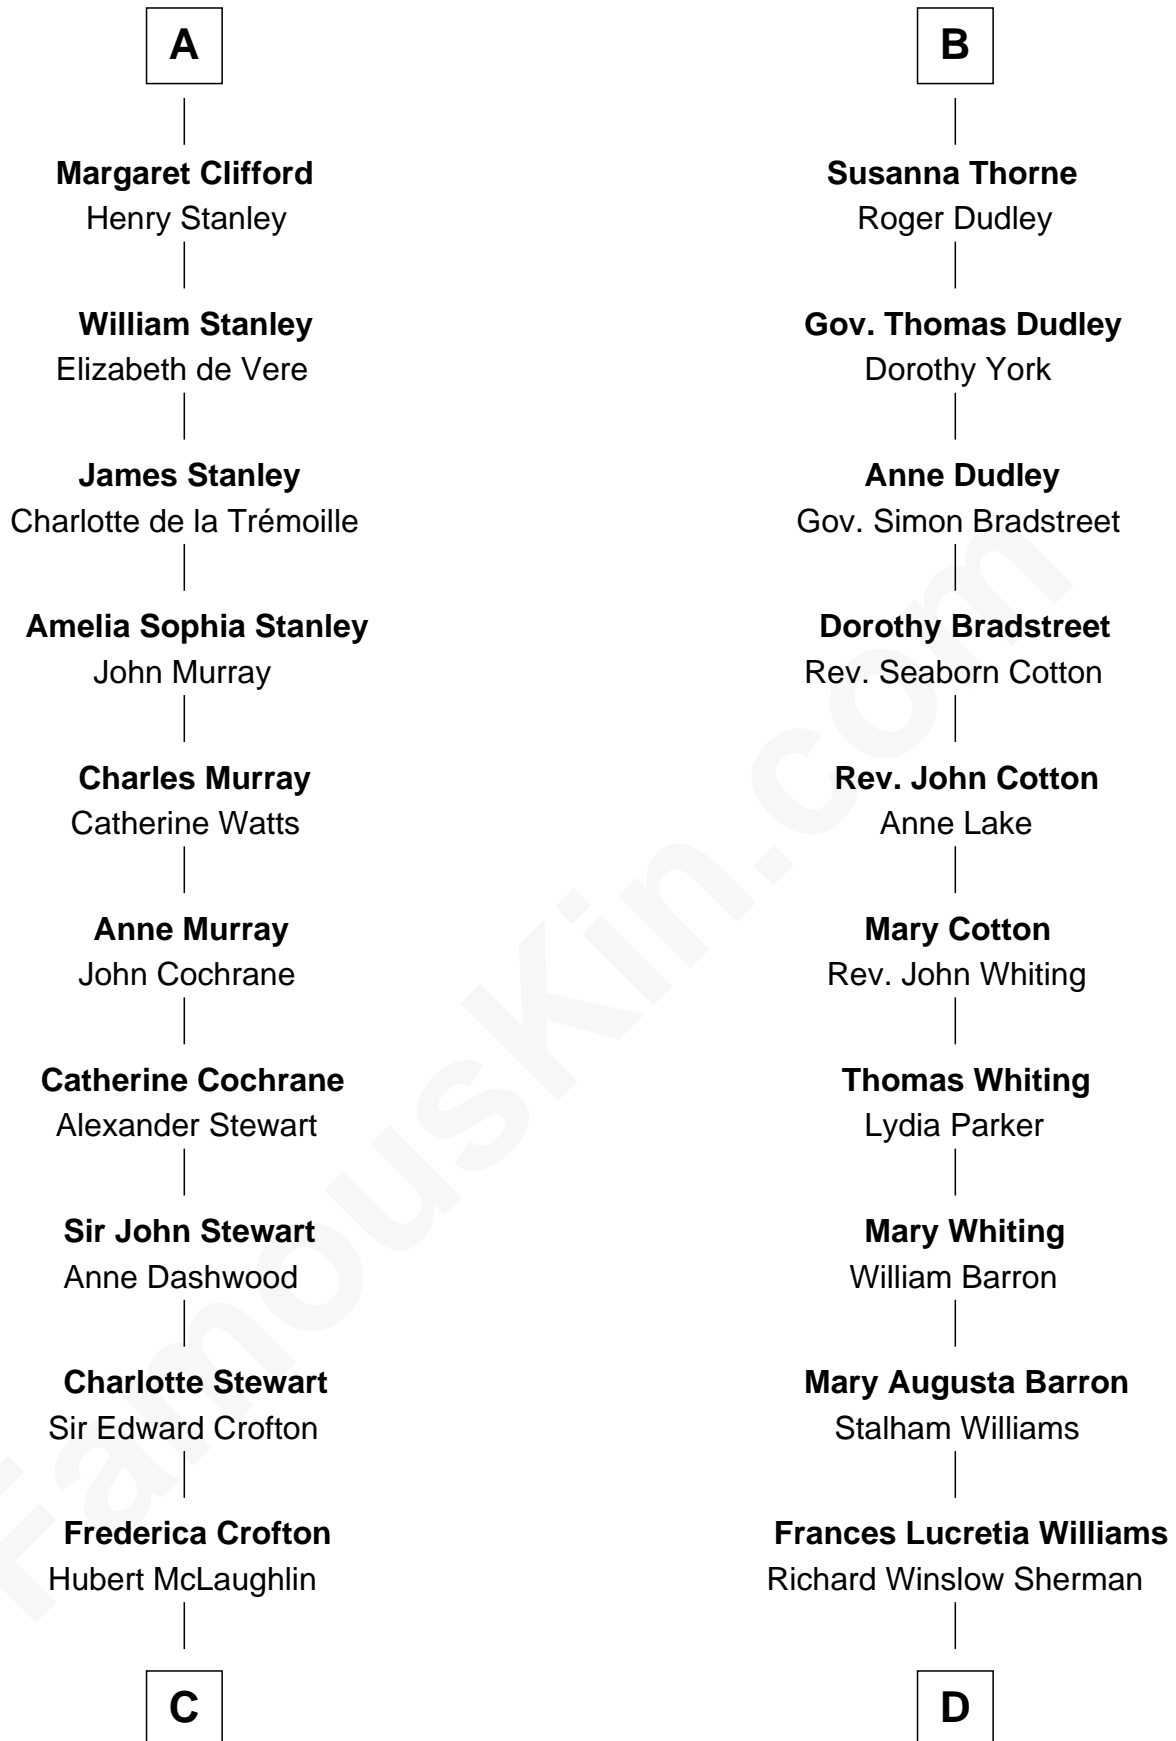 A
Margaret Clifford
Henry Stanley
William Stanley
Elizabeth de Vere
James Stanley
Charlotte de la Trémoille
Amelia Sophia Stanley
John Murray
Charles Murray
Catherine Watts
Anne Murray
John Cochrane
Catherine Cochrane
Alexander Stewart
Sir John Stewart
Anne Dashwood
Charlotte Stewart
Sir Edward Crofton
Frederica Crofton
Hubert McLaughlin
C
B
Susanna Thorne
Roger Dudley
Gov. Thomas Dudley
Dorothy York
Anne Dudley
Gov. Simon Bradstreet
Dorothy Bradstreet
Rev. Seaborn Cotton
Rev. John Cotton
Anne Lake
Mary Cotton
Rev. John Whiting
Thomas Whiting
Lydia Parker
Mary Whiting
William Barron
Mary Augusta Barron
Stalham Williams
Frances Lucretia Williams
Richard Winslow Sherman
D
FamousKin.com